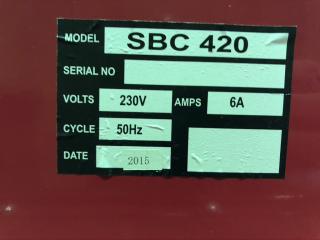 MODEL SBC 420
SERIAL NO
VOLTS 230V AMPS 6A
CYCLE 50Hz
DATE 2015